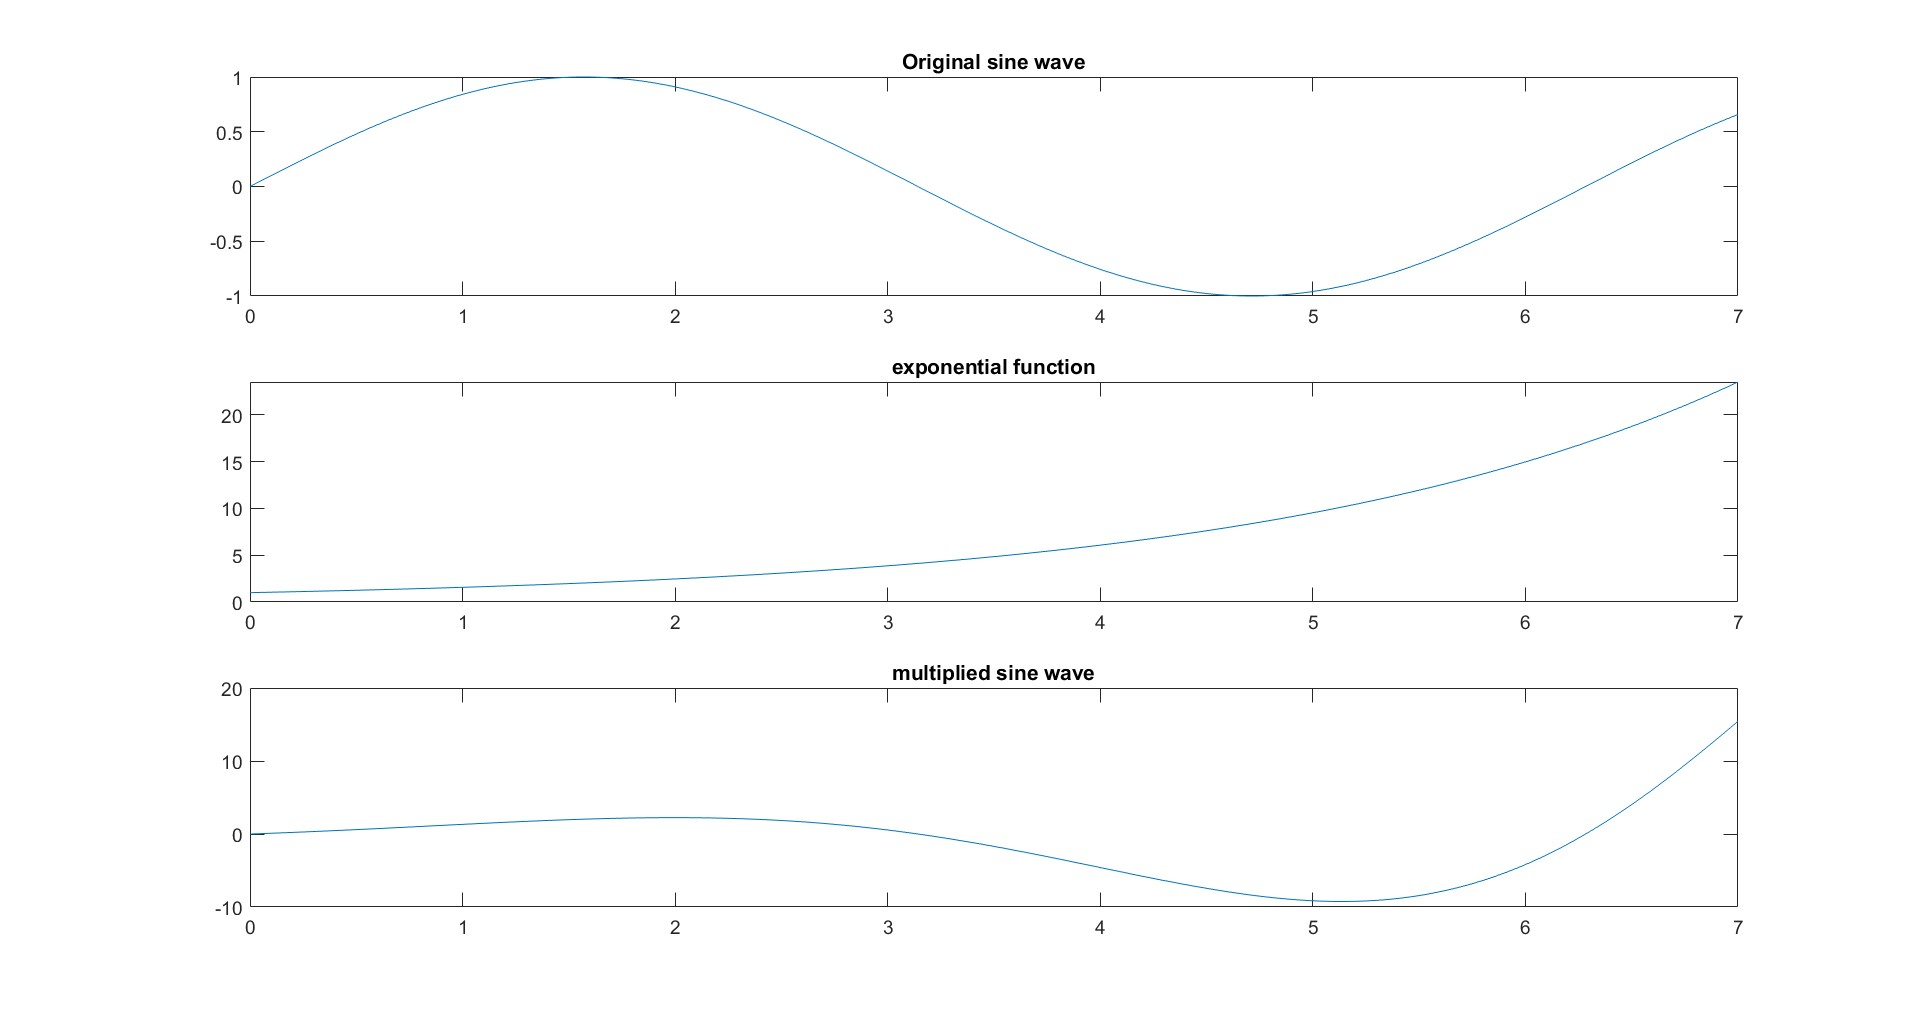 Original sine wave
1
0.5
0
-0.5
-1
0 1 2 3 4 5 6 7
exponential function
20
15
10
5
0
0 1 2 3 4 5 6 7
multiplied sine wave
20
10
0
-10
0 1 2 3 4 5 6 7